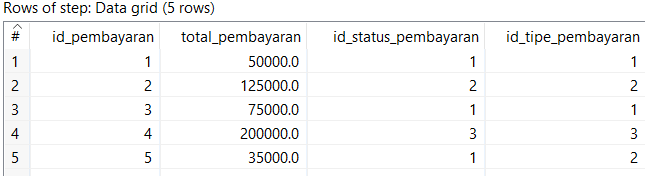 Rows of step: Data grid (5 rows)
# id_pembayaran total_pembayaran id_status_pembayaran id_tipe_pembayaran
1 1 50000.0 1 1
2 2 125000.0 2 2
3 3 75000.0 1 1
4 4 200000.0 3 3
5 5 35000.0 1 2